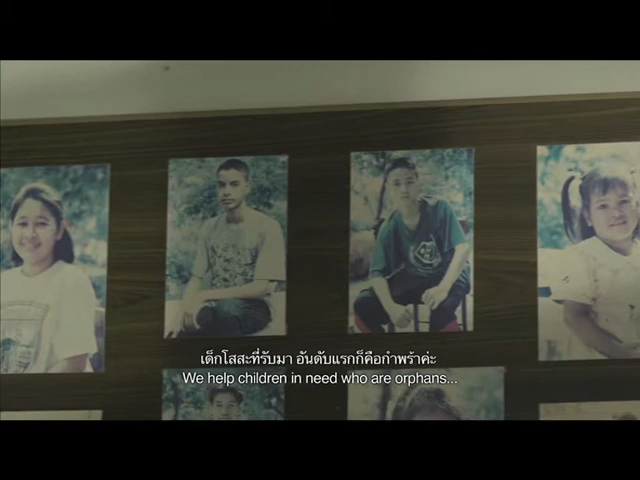 เด็กโสสะที่รับมา อันดับแรกก็คือกำพร้าค่ะ
We help children in need who are orphans...